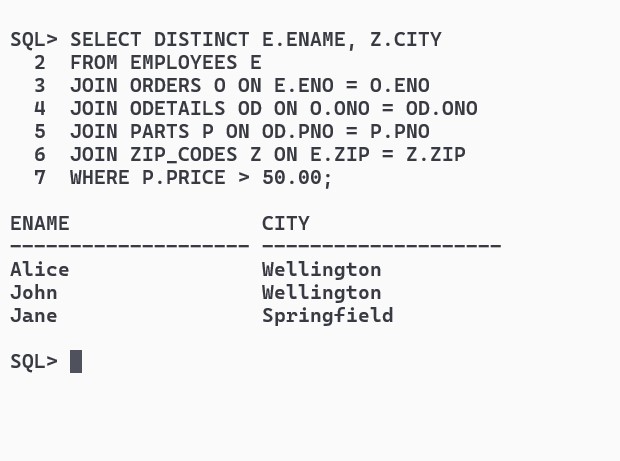 SQL> SELECT DISTINCT E.ENAME, Z.CITY
  2  FROM EMPLOYEES E
  3  JOIN ORDERS O ON E.ENO = O.ENO
  4  JOIN ODETAILS OD ON O.ONO = OD.ONO
  5  JOIN PARTS P ON OD.PNO = P.PNO
  6  JOIN ZIP_CODES Z ON E.ZIP = Z.ZIP
  7  WHERE P.PRICE > 50.00;
ENAME                CITY
-------------------- --------------------
Alice                Wellington
John                 Wellington
Jane                 Springfield
SQL>